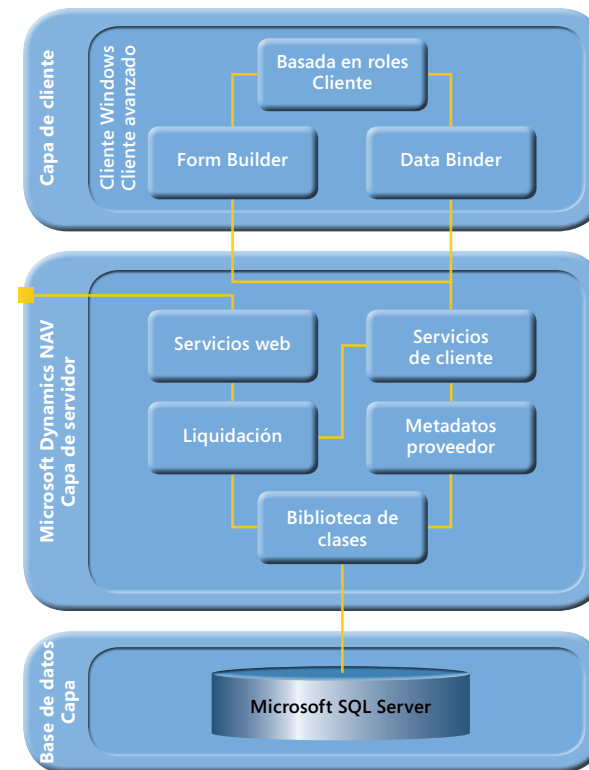 Capa de cliente
Cliente Windows
Cliente avanzado
Basada en roles
Cliente
Form Builder
Data Binder
Microsoft Dynamics NAV
Capa de servidor
Servicios web
Servicios
de cliente
Liquidación
Metadatos
proveedor
Biblioteca de
clases
Base de datos
Capa
Microsoft SQL Server